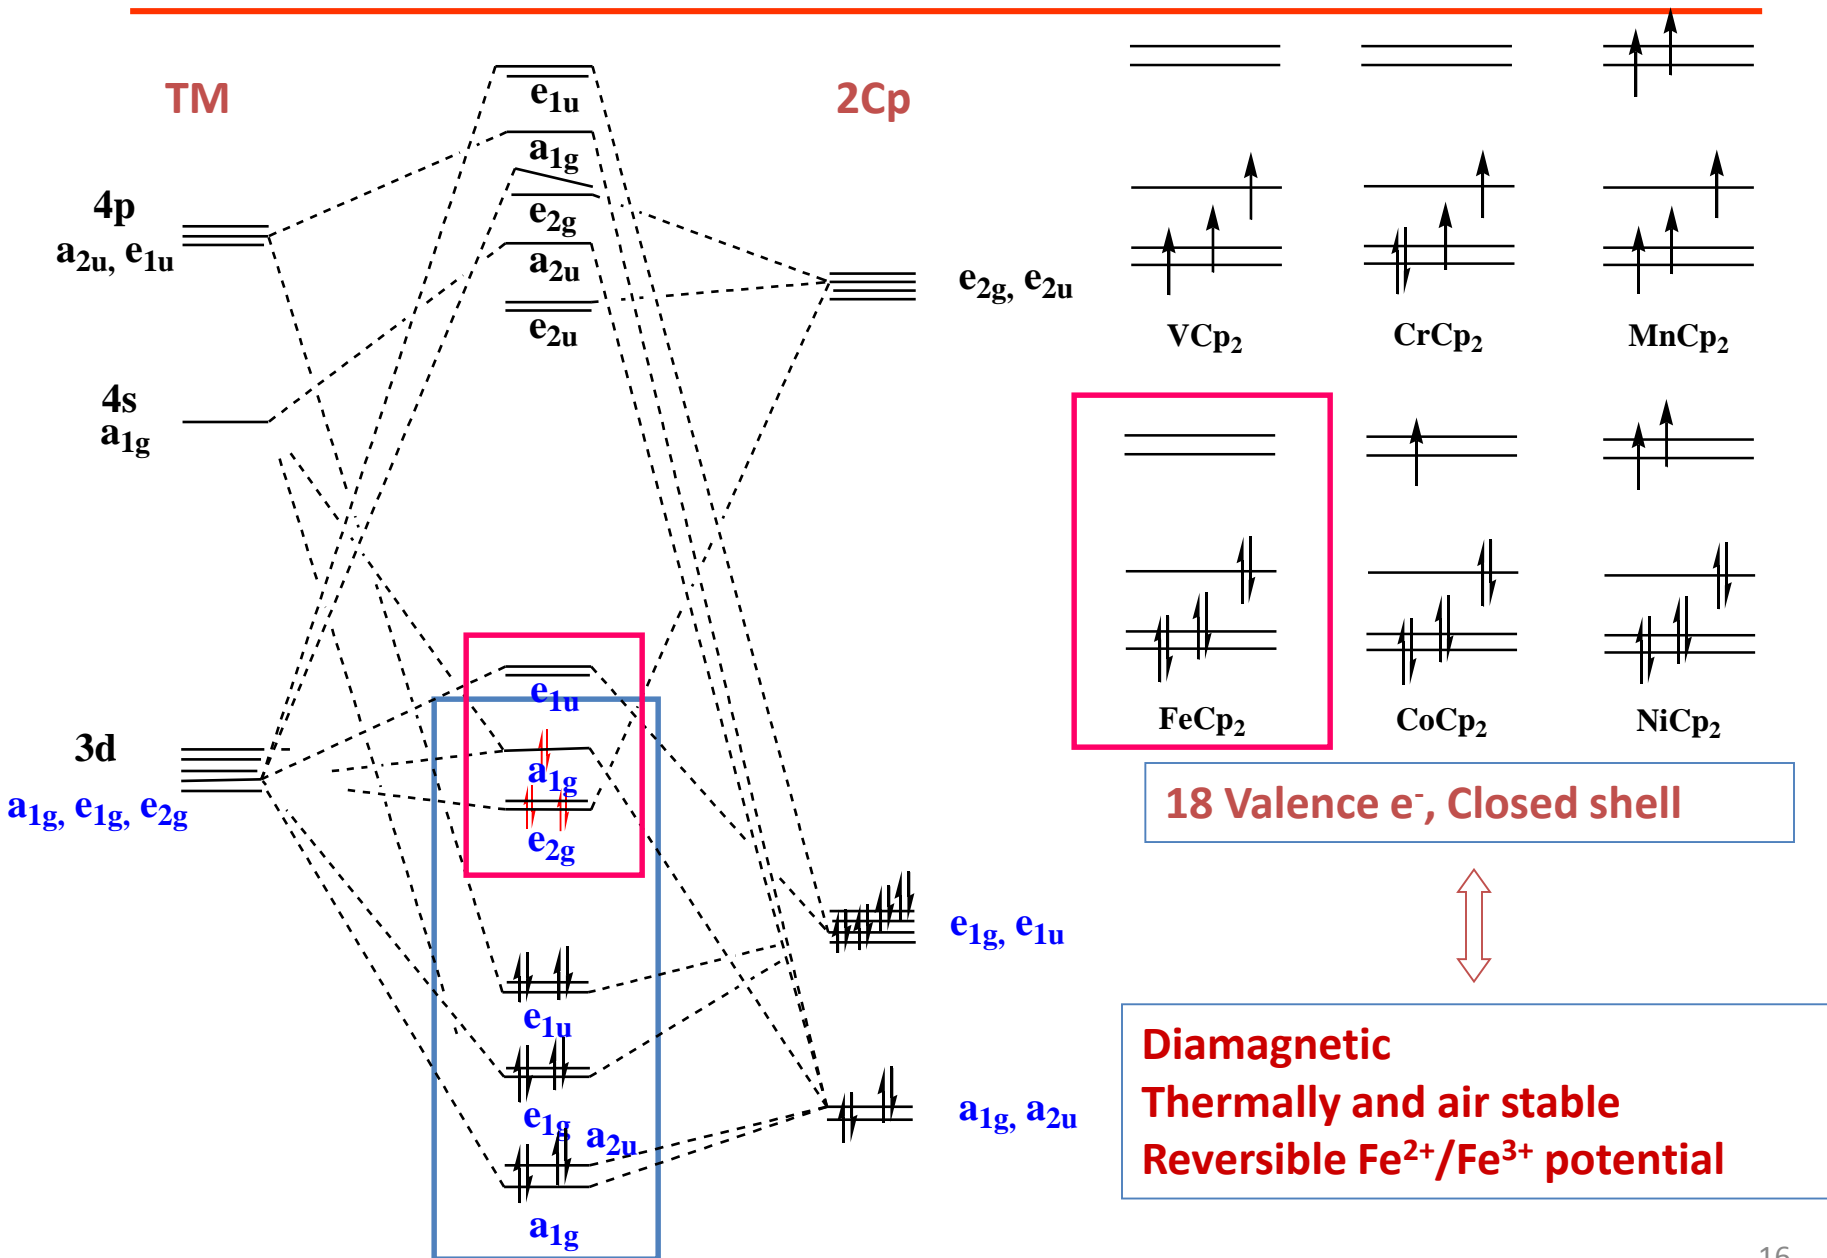 TM
2Cp
e1u
a1g
e2g
a2u
e2u
4p
a2u, e1u
4s
a1g
e2g, e2u
3d
a1g, e1g, e2g
e1u
a1g
e2g
e1u
e1g
a2u
a1g
e1g, e1u
a1g, a2u
VCp2
CrCp2
MnCp2
FeCp2
CoCp2
NiCp2
18 Valence e-, Closed shell
Diamagnetic
Thermally and air stable
Reversible Fe2+/Fe3+ potential
16